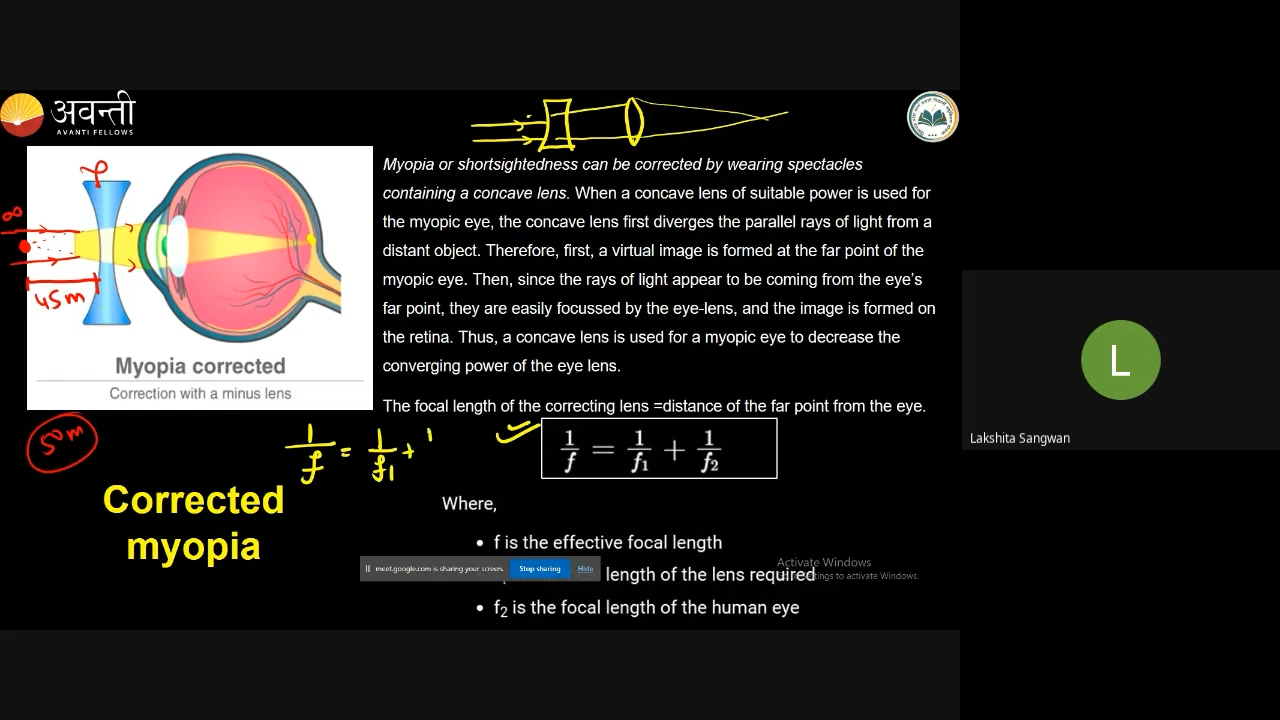 अवन्ती
AVANTI FELLOWS
Myopia or shortsightedness can be corrected by wearing spectacles
containing a concave lens. When a concave lens of suitable power is used for
the myopic eye, the concave lens first diverges the parallel rays of light from a
distant object. Therefore, first, a virtual image is formed at the far point of the
myopic eye. Then, since the rays of light appear to be coming from the eye's
far point, they are easily focussed by the eye-lens, and the image is formed on
the retina. Thus, a concave lens is used for a myopic eye to decrease the
converging power of the eye lens.
The focal length of the correcting lens =distance of the far point from the eye.
∞
45m
Myopia corrected
Correction with a minus lens
50m
1/f = 1/f₁ + 1
1/f = 1/f₁ + 1/f₂
Corrected
myopia
Where,
• f is the effective focal length
length of the lens required
• f₂ is the focal length of the human eye
meet.google.com is sharing your screen.
Stop sharing
Hide
Activate Windows
to activate Windows.
L
Lakshita Sangwan